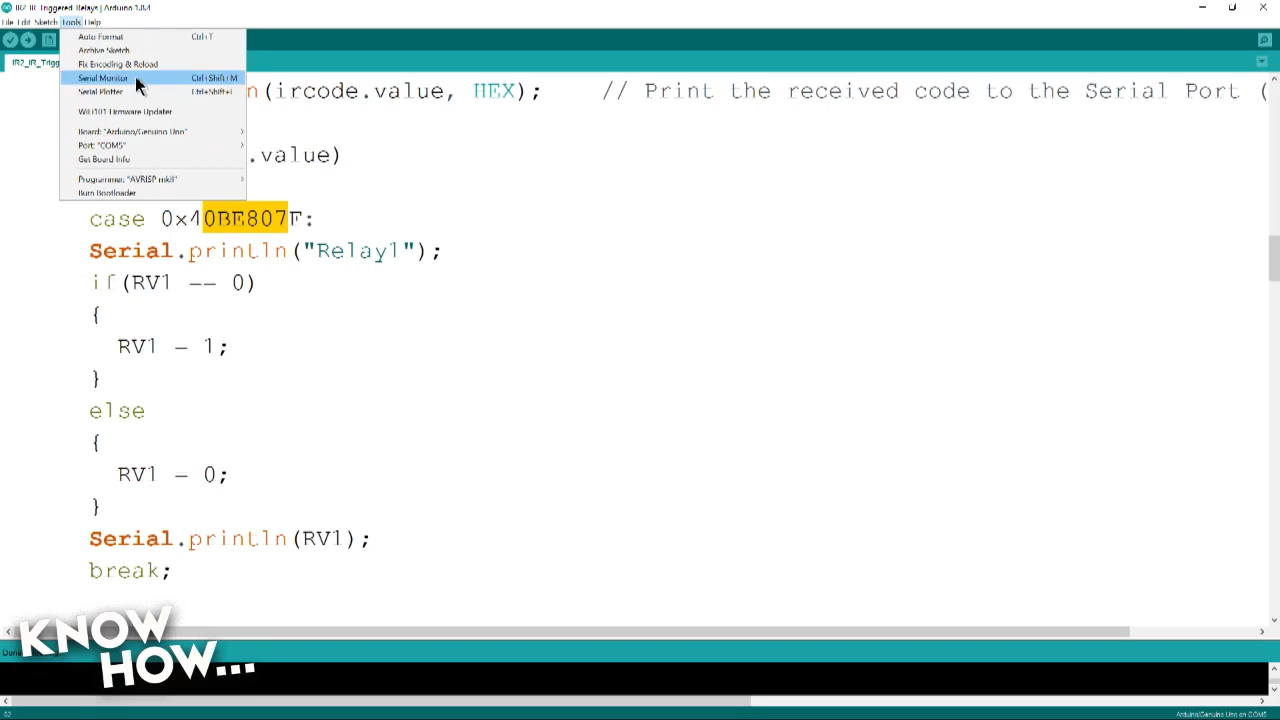 IR2_IR_Triggered_Relays | Arduino 1.8.4
File Edit Sketch Tools Help
Auto Format Ctrl+T
Archive Sketch
Fix Encoding & Reload
Serial Monitor Ctrl+Shift+M
Serial Plotter Ctrl+Shift+L
WiFi101 Firmware Updater
Board: "Arduino/Genuino Uno"
Port: "COM5"
Get Board Info
Programmer: "AVRISP mkII"
Burn Bootloader
IR2_IR_Trigg
n(ircode.value, HEX); // Print the received code to the Serial Port (
.value)
case 0x40BE807F:
Serial.println("Relay1");
if(RV1 == 0)
{
RV1 = 1;
}
else
{
RV1 = 0;
}
Serial.println(RV1);
break;
KNOW
HOW...
52
Arduino/Genuino Uno on COM5